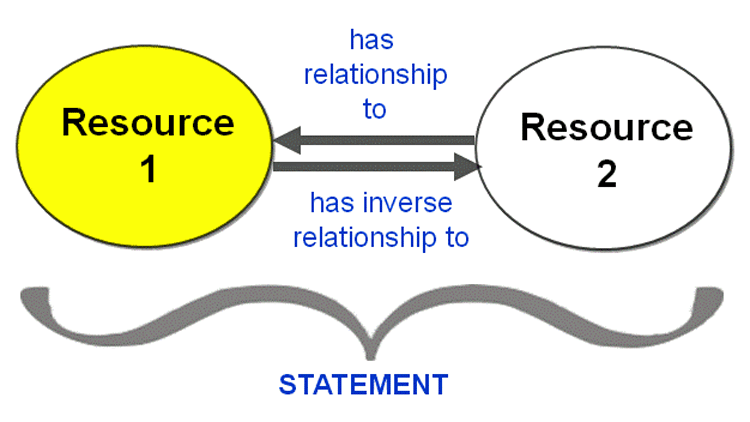 has
relationship
to
Resource
1
Resource
2
has inverse
relationship to
STATEMENT